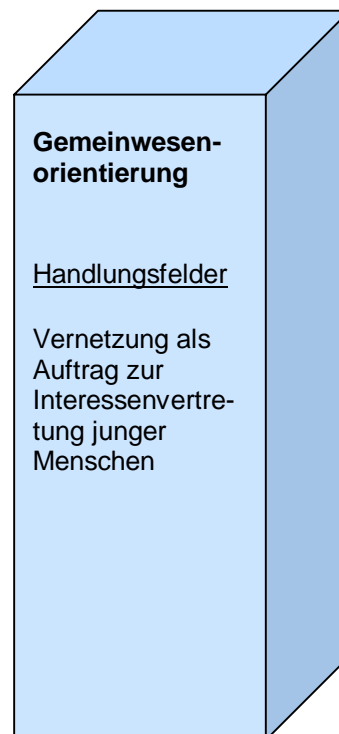 Gemeinwesen-
orientierung
Handlungsfelder
Vernetzung als
Auftrag zur
Interessenvertre-
tung junger
Menschen